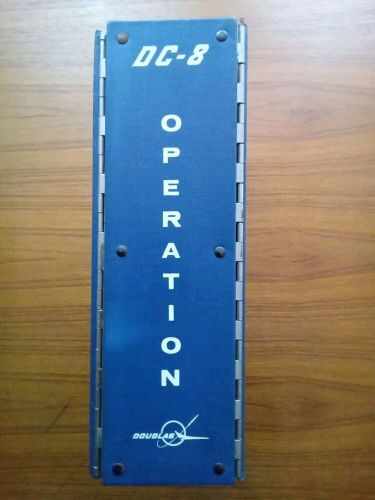 DC-8
OPERATION
DOUGLAS